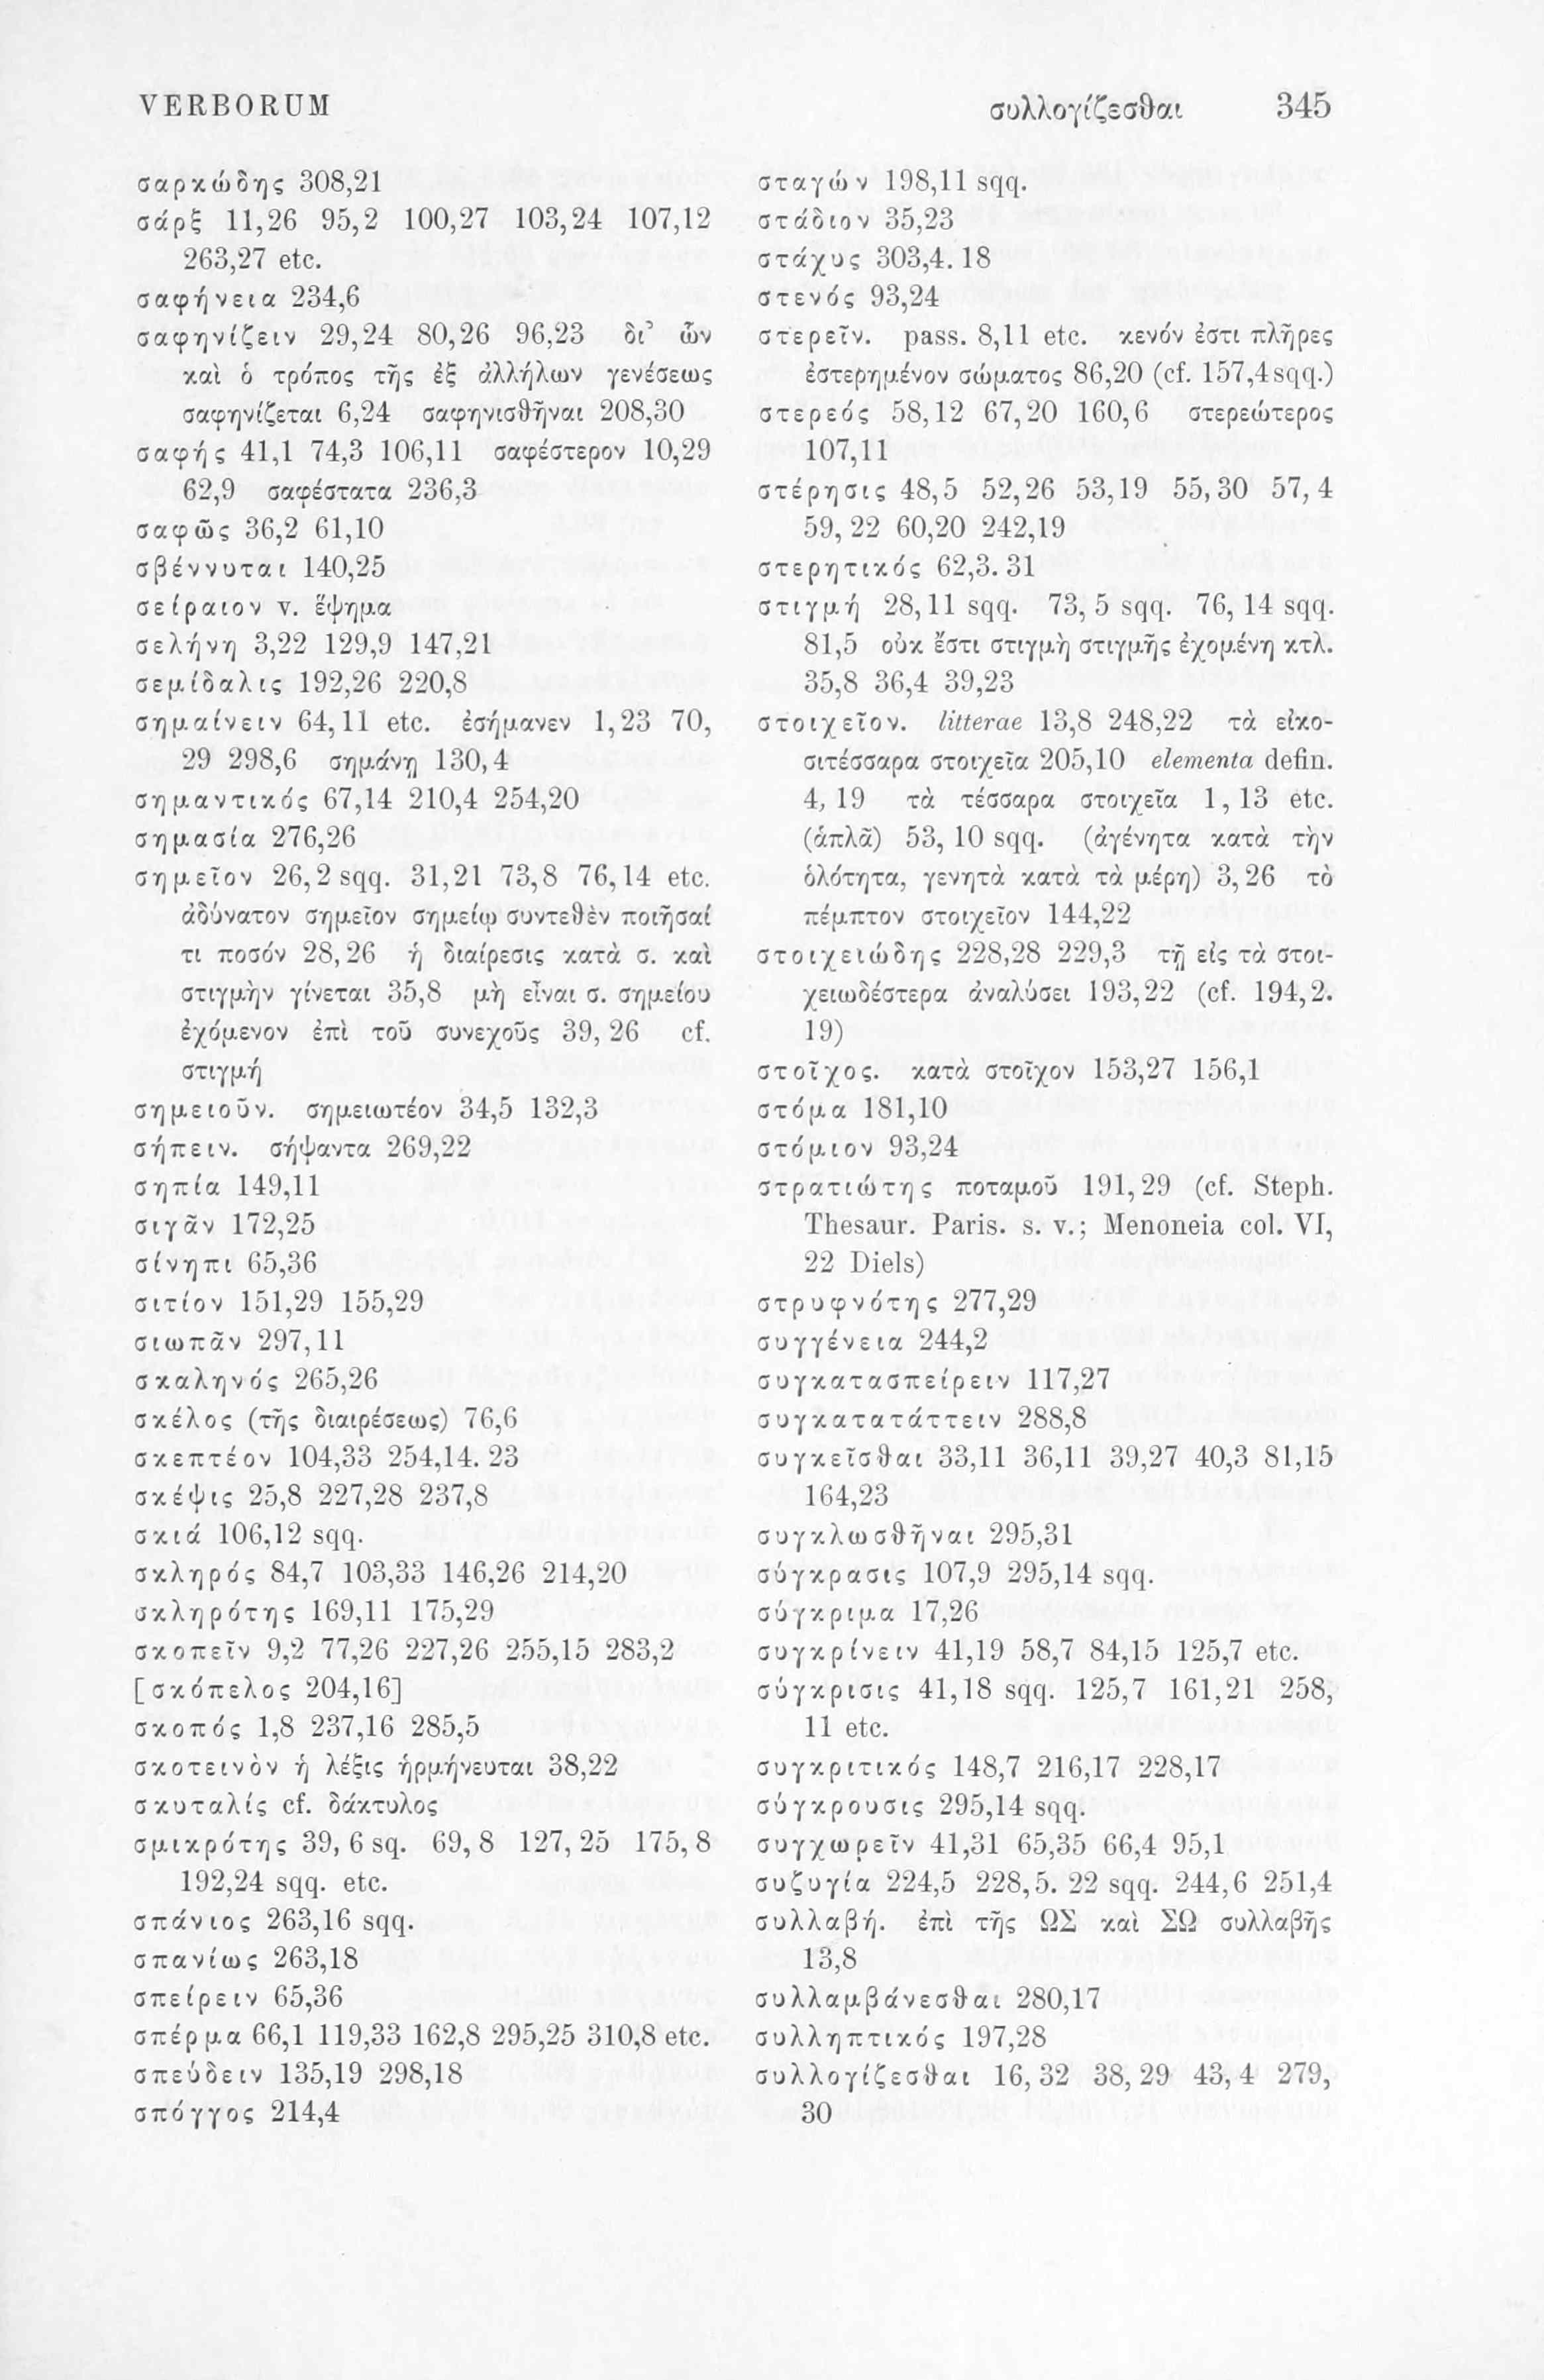 VERBORUM συλλογίζεσθαι 345
σαρκώδης 308,21
σάρξ 11,26 95,2 100,27 103,24 107,12
263,27 etc.
σαφήνεια 234,6
σαφηνίζειν 29,24 80,26 96,23 δι’ ὧν
καὶ ὁ τρόπος τῆς ἐξ ἀλλήλων γενέσεως
σαφηνίζεται 6,24 σαφηνισθῆναι 208,30
σαφής 41,1 74,3 106,11 σαφέστερον 10,29
62,9 σαφέστατα 236,3
σαφῶς 36,2 61,10
σβέννυται 140,25
σείραιον v. ἕψημα
σελήνη 3,22 129,9 147,21
σεμίδαλις 192,26 220,8
σημαίνειν 64,11 etc. ἐσήμανεν 1,23 70,
29 298,6 σημάνῃ 130,4
σημαντικός 67,14 210,4 254,20
σημασία 276,26
σημεῖον 26,2 sqq. 31,21 73,8 76,14 etc.
ἀδύνατον σημεῖον σημείῳ συντεθὲν ποιῆσαί
τι ποσόν 28,26 ἡ διαίρεσις κατὰ σ. καὶ
στιγμὴν γίνεται 35,8 μὴ εἶναι σ. σημείου
ἐχόμενον ἐπὶ τοῦ συνεχοῦς 39,26 cf.
στιγμή
σημειοῦν. σημειωτέον 34,5 132,3
σήπειν. σήψαντα 269,22
σηπία 149,11
σιγᾶν 172,25
σίνηπι 65,36
σιτίον 151,29 155,29
σιωπᾶν 297,11
σκαληνός 265,26
σκέλος (τῆς διαιρέσεως) 76,6
σκεπτέον 104,33 254,14. 23
σκέψις 25,8 227,28 237,8
σκιά 106,12 sqq.
σκληρός 84,7 103,33 146,26 214,20
σκληρότης 169,11 175,29
σκοπεῖν 9,2 77,26 227,26 255,15 283,2
[σκόπελος 204,16]
σκοπός 1,8 237,16 285,5
σκοτεινὸν ἡ λέξις ἡρμήνευται 38,22
σκυταλίς cf. δάκτυλος
σμικρότης 39,6 sq. 69,8 127,25 175,8
192,24 sqq. etc.
σπάνιος 263,16 sqq.
σπανίως 263,18
σπείρειν 65,36
σπέρμα 66,1 119,33 162,8 295,25 310,8 etc.
σπεύδειν 135,19 298,18
σπόγγος 214,4
σταγών 198,11 sqq.
στάδιον 35,23
στάχυς 303,4. 18
στενός 93,24
στερεῖν. pass. 8,11 etc. κενόν ἐστι πλῆρες
ἐστερημένον σώματος 86,20 (cf. 157,4 sqq.)
στερεός 58,12 67,20 160,6 στερεώτερος
107,11
στέρησις 48,5 52,26 53,19 55,30 57,4
59,22 60,20 242,19
στερητικός 62,3. 31
στιγμή 28,11 sqq. 73,5 sqq. 76,14 sqq.
81,5 οὐκ ἔστι στιγμὴ στιγμῆς ἐχομένη κτλ.
35,8 36,4 39,23
στοιχεῖον. litterae 13,8 248,22 τὰ εἰκο-
σιτέσσαρα στοιχεῖα 205,10 elementa defin.
4,19 τὰ τέσσαρα στοιχεῖα 1,13 etc.
(ἁπλᾶ) 53,10 sqq. (ἀγένητα κατὰ τὴν
ὁλότητα, γενητὰ κατὰ τὰ μέρη) 3,26 τὸ
πέμπτον στοιχεῖον 144,22
στοιχειώδης 228,28 229,3 τῇ εἰς τὰ στοι-
χειωδέστερα ἀναλύσει 193,22 (cf. 194,2.
19)
στοῖχος. κατὰ στοῖχον 153,27 156,1
στόμα 181,10
στόμιον 93,24
στρατιώτης ποταμοῦ 191,29 (cf. Steph.
Thesaur. Paris. s. v.; Menoneia col. VI,
22 Diels)
στρυφνότης 277,29
συγγένεια 244,2
συγκατασπείρειν 117,27
συγκατατάττειν 288,8
συγκεῖσθαι 33,11 36,11 39,27 40,3 81,15
164,23
συγκλωσθῆναι 295,31
σύγκρασις 107,9 295,14 sqq.
σύγκριμα 17,26
συγκρίνειν 41,19 58,7 84,15 125,7 etc.
σύγκρισις 41,18 sqq. 125,7 161,21 258,
11 etc.
συγκριτικός 148,7 216,17 228,17
σύγκρουσις 295,14 sqq.
συγχωρεῖν 41,31 65,35 66,4 95,1
συζυγία 224,5 228,5. 22 sqq. 244,6 251,4
συλλαβή. ἐπὶ τῆς ΩΣ καὶ ΣΩ συλλαβῆς
13,8
συλλαμβάνεσθαι 280,17
συλληπτικός 197,28
συλλογίζεσθαι 16,32 38,29 43,4 279,
30